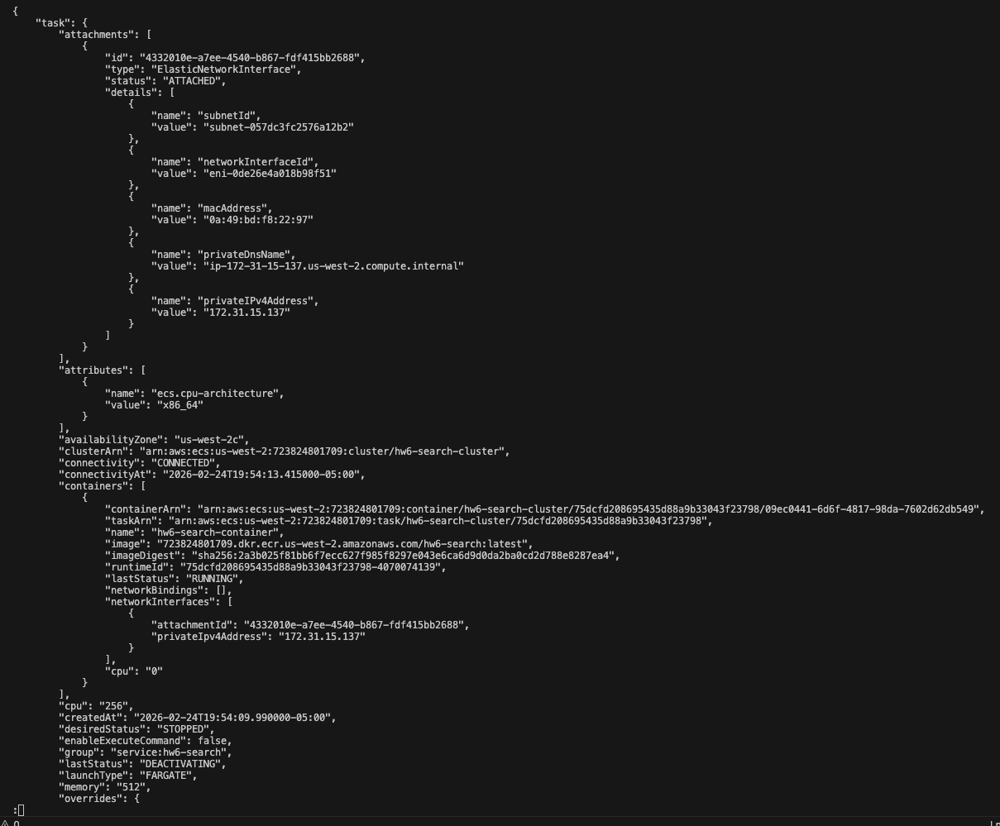 {
    "task": {
        "attachments": [
            {
                "id": "4332010e-a7ee-4540-b867-fdf415bb2688",
                "type": "ElasticNetworkInterface",
                "status": "ATTACHED",
                "details": [
                    {
                        "name": "subnetId",
                        "value": "subnet-057dc3fc2576a12b2"
                    },
                    {
                        "name": "networkInterfaceId",
                        "value": "eni-0de26e4a018b98f51"
                    },
                    {
                        "name": "macAddress",
                        "value": "0a:49:bd:f8:22:97"
                    },
                    {
                        "name": "privateDnsName",
                        "value": "ip-172-31-15-137.us-west-2.compute.internal"
                    },
                    {
                        "name": "privateIPv4Address",
                        "value": "172.31.15.137"
                    }
                ]
            }
        ],
        "attributes": [
            {
                "name": "ecs.cpu-architecture",
                "value": "x86_64"
            }
        ],
        "availabilityZone": "us-west-2c",
        "clusterArn": "arn:aws:ecs:us-west-2:723824801709:cluster/hw6-search-cluster",
        "connectivity": "CONNECTED",
        "connectivityAt": "2026-02-24T19:54:13.415000-05:00",
        "containers": [
            {
                "containerArn": "arn:aws:ecs:us-west-2:723824801709:container/hw6-search-cluster/75dcfd208695435d88a9b33043f23798/09ec0441-6d6f-4817-98da-7602d62db549",
                "taskArn": "arn:aws:ecs:us-west-2:723824801709:task/hw6-search-cluster/75dcfd208695435d88a9b33043f23798",
                "name": "hw6-search-container",
                "image": "723824801709.dkr.ecr.us-west-2.amazonaws.com/hw6-search:latest",
                "imageDigest": "sha256:2a3b025f81bb6f7ecc627f985f8297e043e6ca6d9d0da2ba0cd2d788e8287ea4",
                "runtimeId": "75dcfd208695435d88a9b33043f23798-4070074139",
                "lastStatus": "RUNNING",
                "networkBindings": [],
                "networkInterfaces": [
                    {
                        "attachmentId": "4332010e-a7ee-4540-b867-fdf415bb2688",
                        "privateIpv4Address": "172.31.15.137"
                    }
                ],
                "cpu": "0"
            }
        ],
        "cpu": "256",
        "createdAt": "2026-02-24T19:54:09.990000-05:00",
        "desiredStatus": "STOPPED",
        "enableExecuteCommand": false,
        "group": "service:hw6-search",
        "lastStatus": "DEACTIVATING",
        "launchType": "FARGATE",
        "memory": "512",
        "overrides": {
: